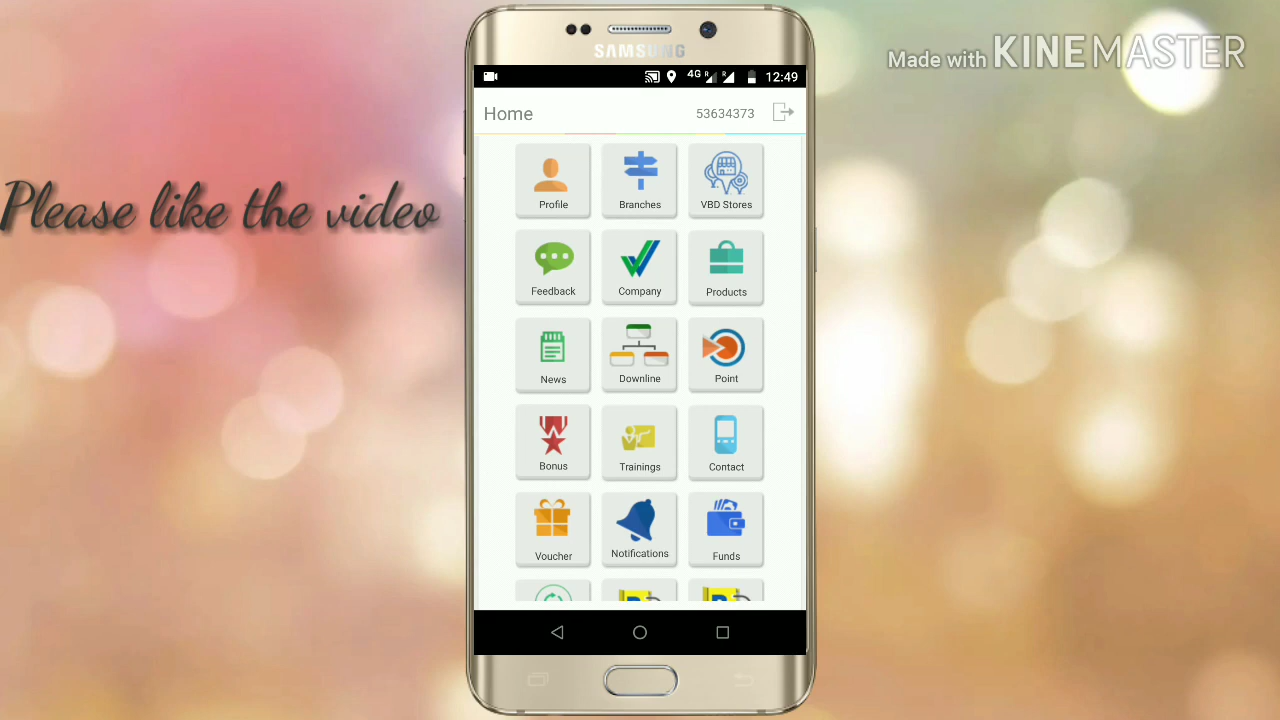 SAMSUNG
Made with KINEMASTER
4G R R 12:49
Home 53634373
Please like the video
Profile Branches VBD Stores
Feedback Company Products
News Downline Point
Bonus Trainings Contact
Voucher Notifications Funds